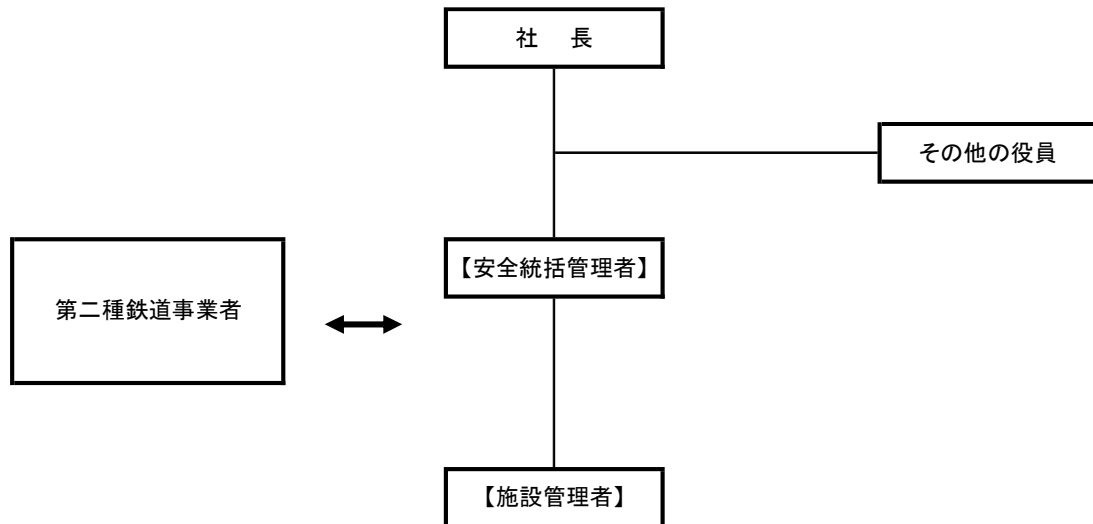 社　長
その他の役員
【安全統括管理者】
第二種鉄道事業者
【施設管理者】